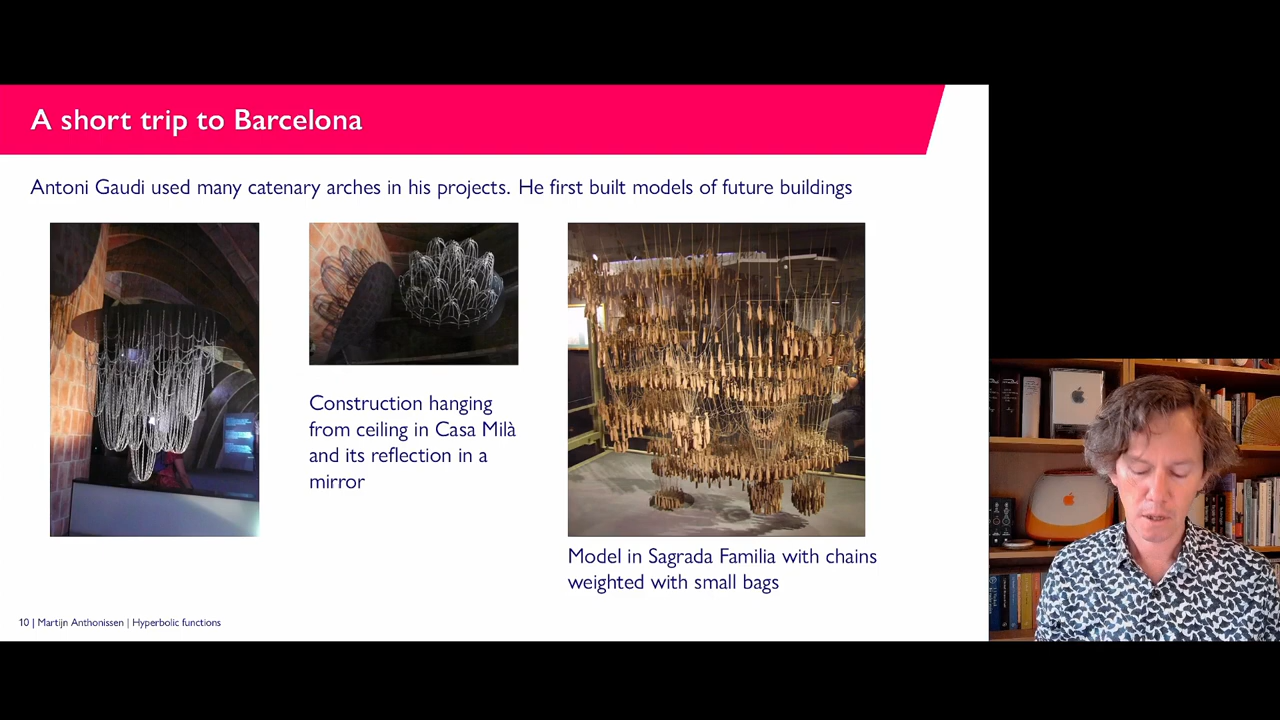 A short trip to Barcelona
Antoni Gaudi used many catenary arches in his projects. He first built models of future buildings
Construction hanging
from ceiling in Casa Milà
and its reflection in a
mirror
Model in Sagrada Familia with chains
weighted with small bags
10 | Martijn Anthonissen | Hyperbolic functions